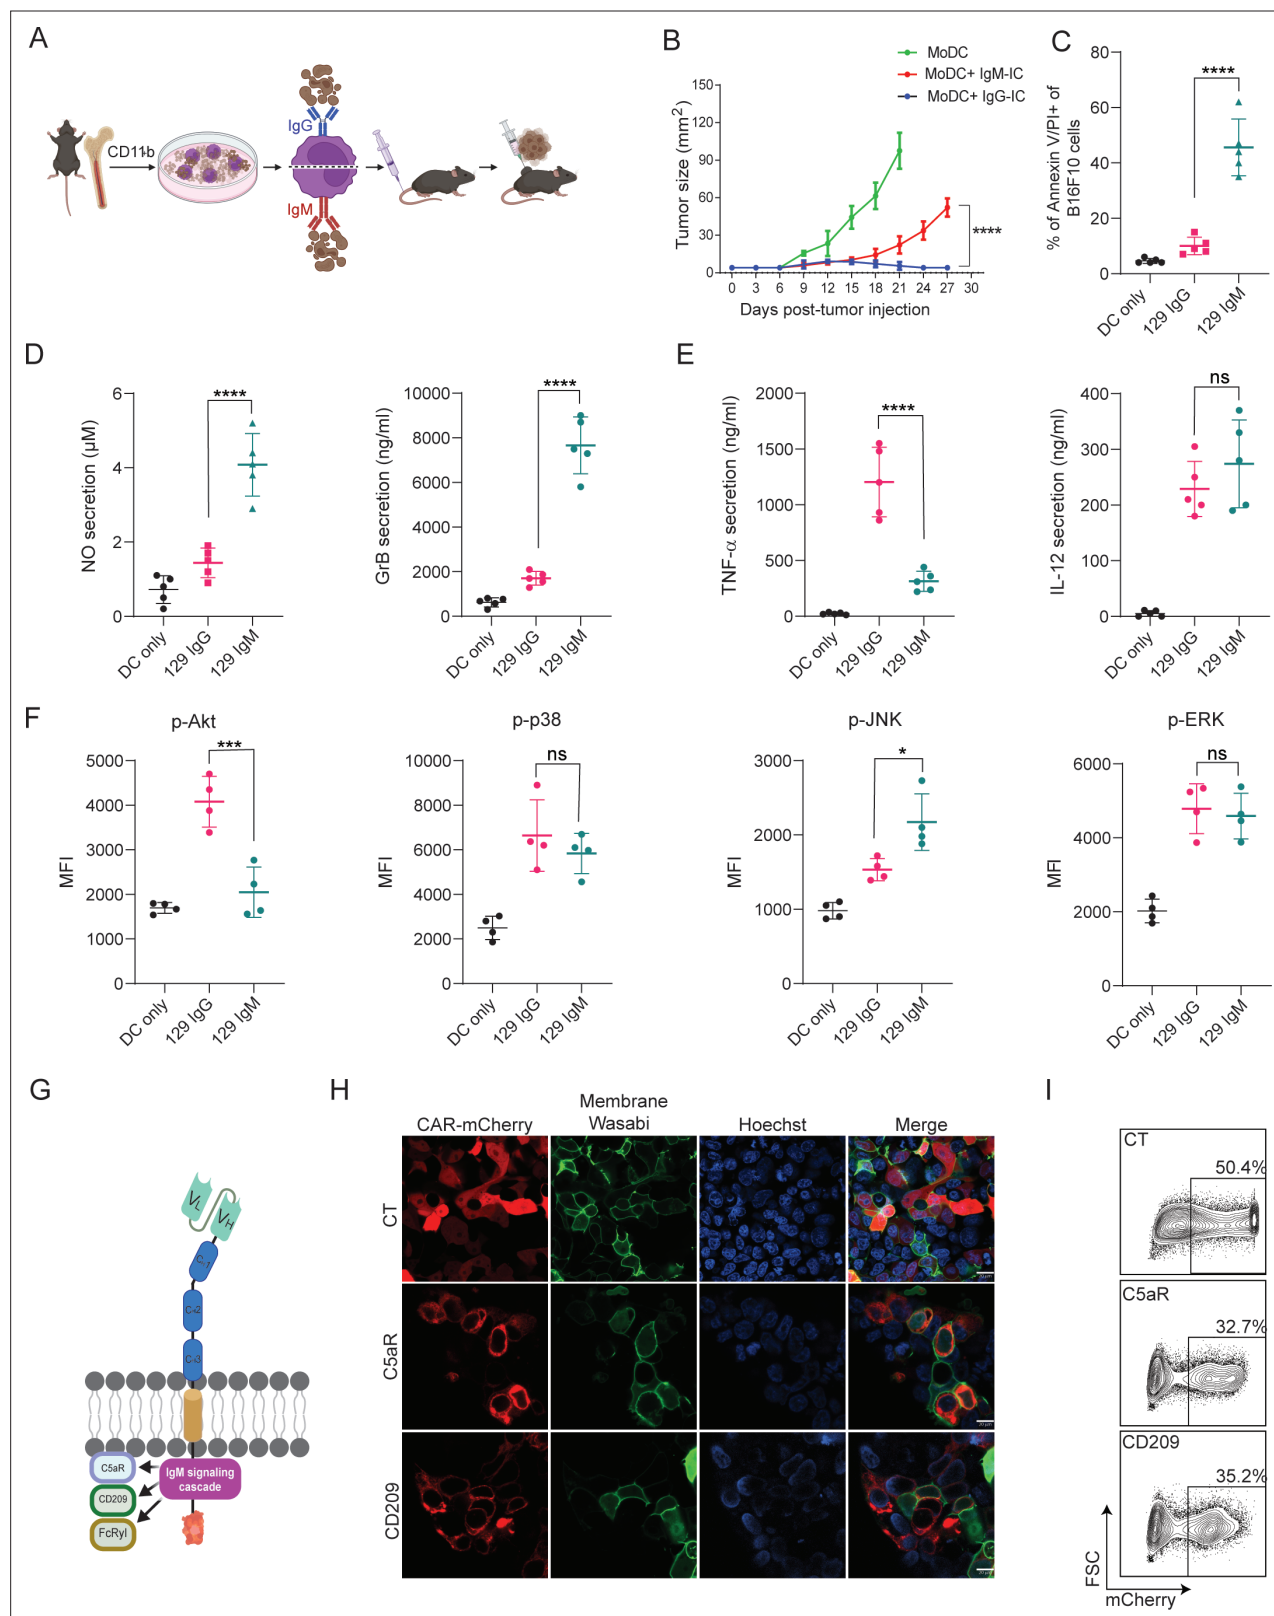 A
CD11b
IgG
IgM
B
MoDC
MoDC+ IgM-IC
MoDC+ IgG-IC
Tumor size (mm²)
150
120
90
60
30
0
0 3 6 9 12 15 18 21 24 27 30
Days post-tumor injection
****
C
% of Annexin V/PI+ of
B16F10 cells
80
60
40
20
0
****
DC only
129 IgG
129 IgM
D
NO secretion (µM)
6
4
2
0
****
DC only
129 IgG
129 IgM
GrB secretion (ng/ml)
10000
8000
6000
4000
2000
0
****
DC only
129 IgG
129 IgM
E
TNF-α secretion (ng/ml)
2000
1500
1000
500
0
****
DC only
129 IgG
129 IgM
IL-12 secretion (ng/ml)
400
300
200
100
0
ns
DC only
129 IgG
129 IgM
F
p-Akt
MFI
5000
4000
3000
2000
1000
0
***
DC only
129 IgG
129 IgM
p-p38
MFI
10000
8000
6000
4000
2000
0
ns
DC only
129 IgG
129 IgM
p-JNK
MFI
3000
2000
1000
0
*
DC only
129 IgG
129 IgM
p-ERK
MFI
6000
4000
2000
0
ns
DC only
129 IgG
129 IgM
G
VL
VH
C5aR
CD209
FcRγI
IgM signaling
cascade
H
CAR-mCherry
Membrane
Wasabi
Hoechst
Merge
CT
C5aR
CD209
I
CT
50.4%
C5aR
32.7%
CD209
35.2%
FSC
mCherry